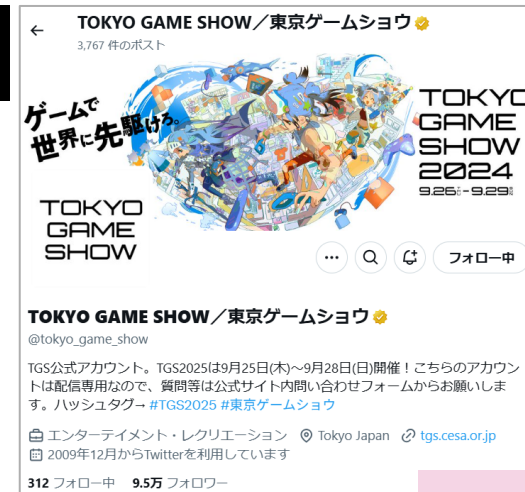 TOKYO GAME SHOW／東京ゲームショウ
3,767 件のポスト
ゲームで
世界に先駆けろ。
TOKYO
GAME
SHOW
2024
9.26木-9.29日
TOKYO
GAME
SHOW
フォロー中
TOKYO GAME SHOW／東京ゲームショウ
@tokyo_game_show
TGS公式アカウント。TGS2025は9月25日(木)～9月28日(日)開催！こちらのアカウン
トは配信専用なので、質問等は公式サイト内問い合わせフォームからお願いしま
す。ハッシュタグ→ #TGS2025 #東京ゲームショウ
エンターテイメント・レクリエーション Tokyo Japan tgs.cesa.or.jp
2009年12月からTwitterを利用しています
312 フォロー中 9.5万 フォロワー